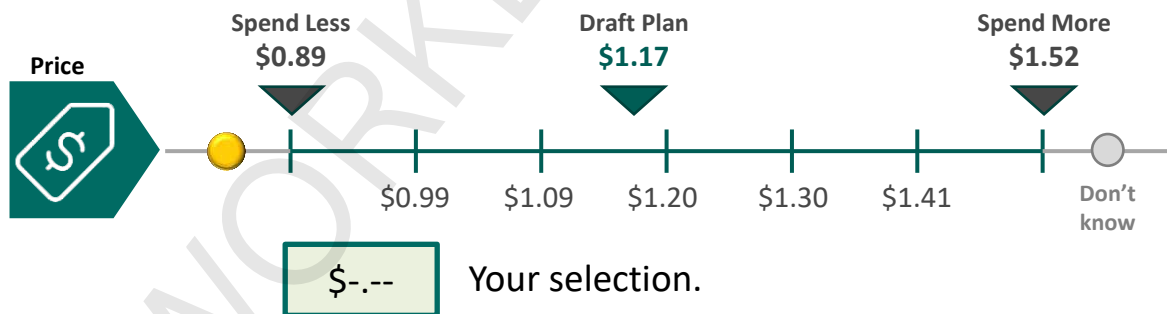 Spend Less
Draft Plan
Spend More
$0.89
$1.17
$1.52
Price
$
$0.99
$1.09
$1.20
$1.30
$1.41
Don't
know
$-.--
Your selection.
WORKE